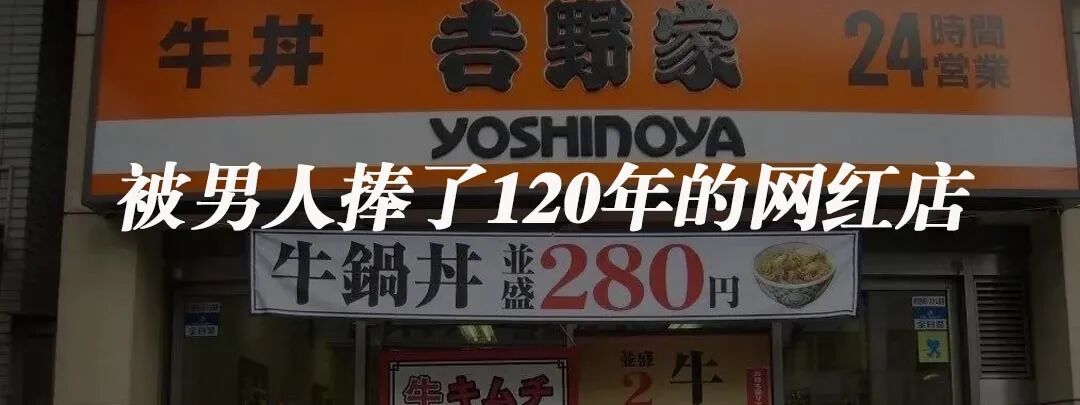 牛丼 吉野家 24時間営業
YOSHINOYA
被男人捧了120年的网红店
牛鍋丼 並盛 280円
並盛 牛
牛キムチ 2